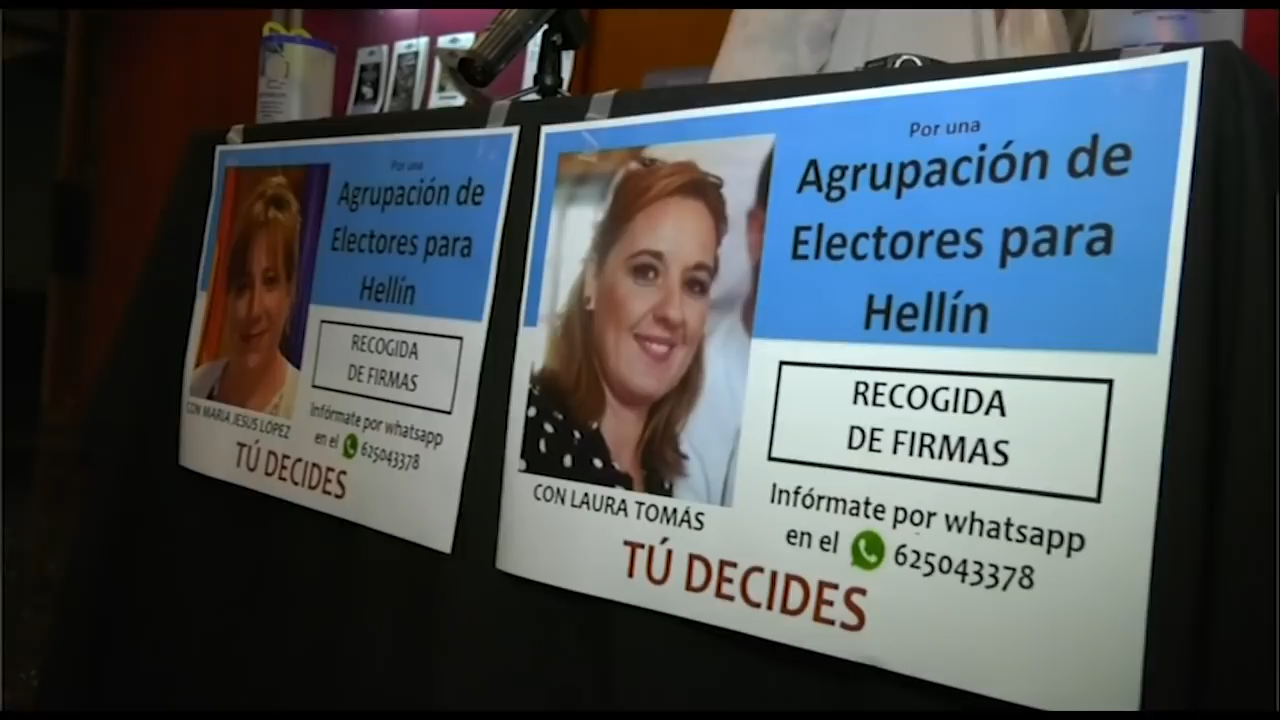 Por una
Agrupación de
Electores para
Hellín
RECOGIDA
DE FIRMAS
CON MARIA JESUS LÓPEZ
Infórmate por whatsapp
en el 625043378
TÚ DECIDES
Por una
Agrupación de
Electores para
Hellín
RECOGIDA
DE FIRMAS
CON LAURA TOMÁS
Infórmate por whatsapp
en el 625043378
TÚ DECIDES